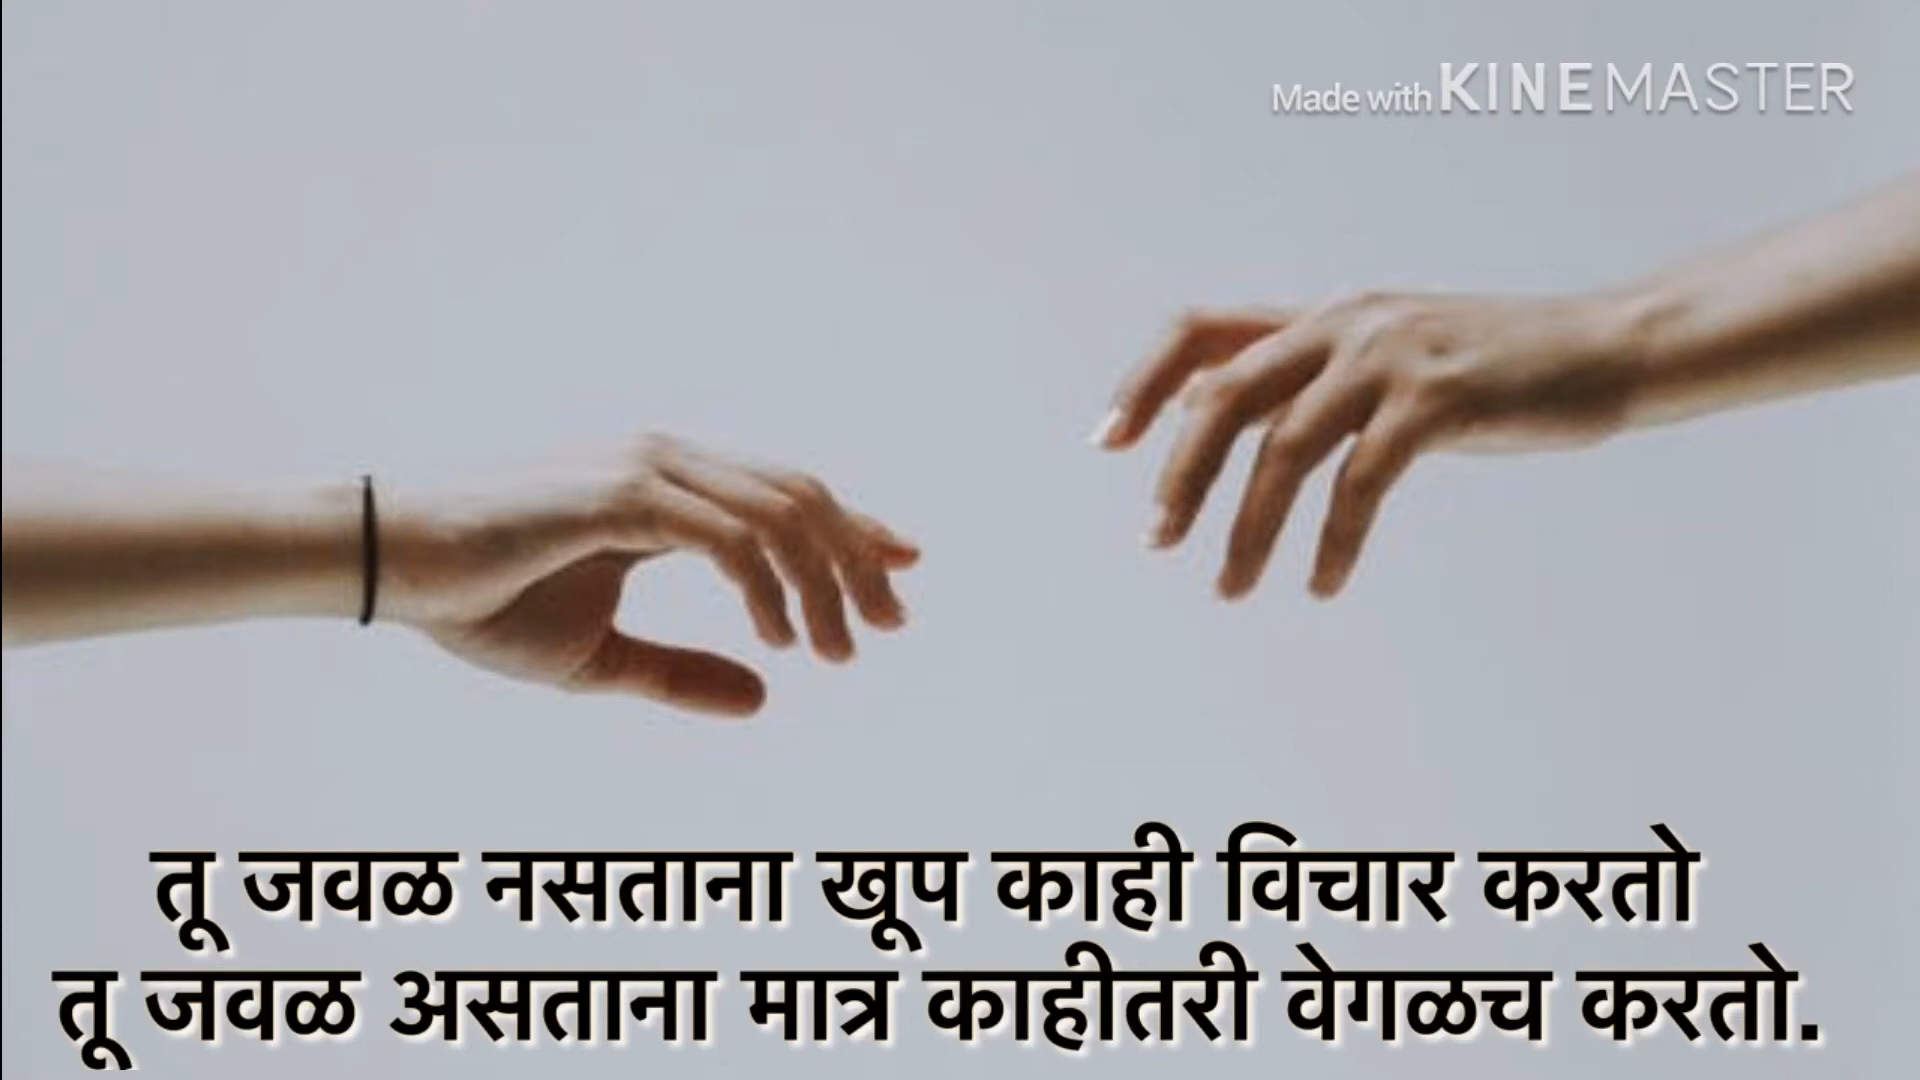 Made with KINEMASTER
तू जवळ नसताना खूप काही विचार करतो
तू जवळ असताना मात्र काहीतरी वेगळच करतो.